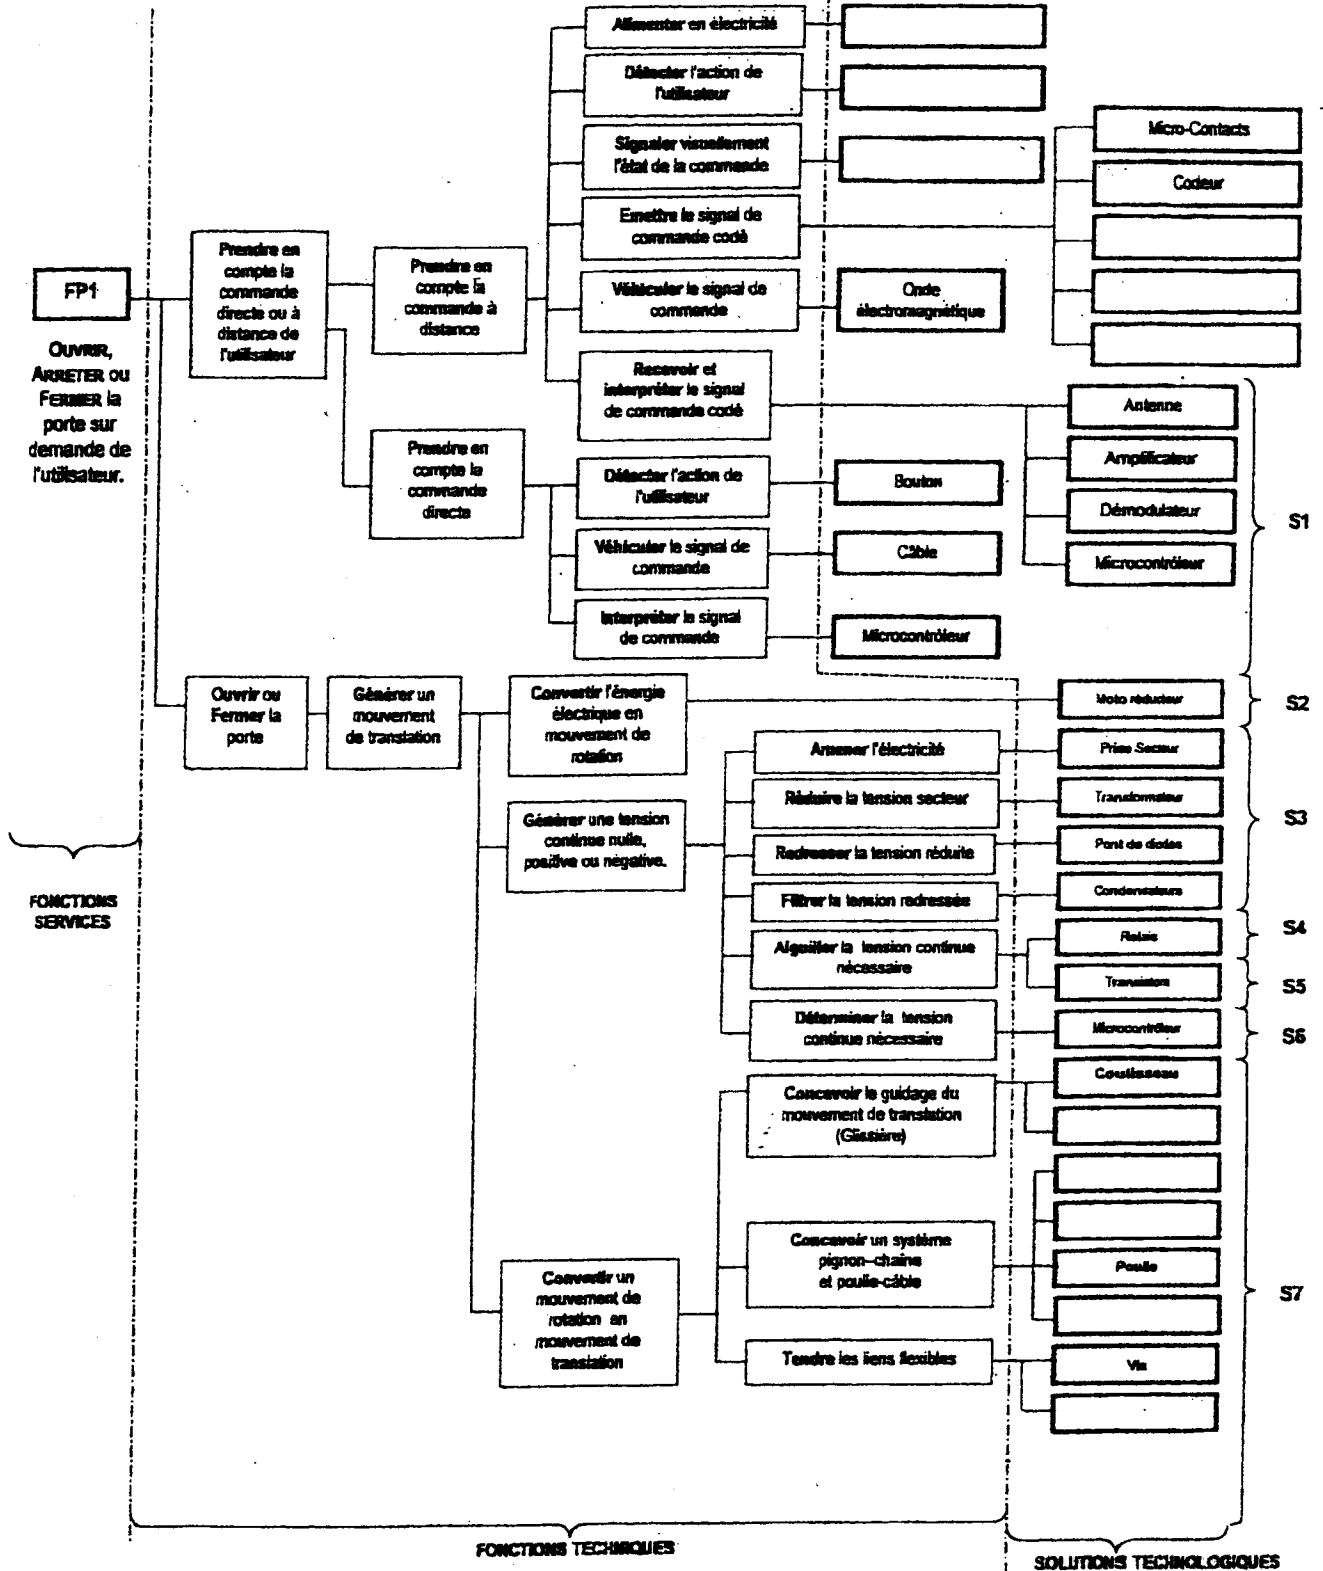 Alimenter en électricité
Détecter l'action de
l'utilisateur
Signaler visuellement
l'état de la commande
Emettre le signal de
commande codé
Véhiculer le signal de
commande
Recevoir et
interpréter le signal
de commande codé
Onde
électromagnétique
Micro-Contacts
Codeur
FP1
OUVRIR,
ARRETER ou
FERMER la
porte sur
demande de
l'utilisateur.
Prendre en
compte la
commande
directe ou à
distance de
l'utilisateur
Prendre en
compte la
commande à
distance
Prendre en
compte la
commande
directe
Détecter l'action de
l'utilisateur
Véhiculer le signal de
commande
Interpréter le signal
de commande
Bouton
Câble
Microcontrôleur
Antenne
Amplificateur
Démodulateur
Microcontrôleur
S1
Ouvrir ou
Fermer la
porte
Générer un
mouvement
de translation
Convertir l'énergie
électrique en
mouvement de
rotation
Moto réducteur
S2
Générer une tension
continue nulle,
positive ou négative.
Amener l'électricité
Réduire la tension secteur
Redresser la tension réduite
Filtrer la tension redressée
Aiguiller la tension continue
nécessaire
Déterminer la tension
continue nécessaire
Prise Secteur
Transformateur
Pont de diodes
Condensateurs
S3
Relais
S4
Transistors
S5
Microcontrôleur
S6
Convertir un
mouvement de
rotation en
mouvement de
translation
Concevoir le guidage du
mouvement de translation
(Glissière)
Concevoir un système
pignon-chaine
et poulie-câble
Tendre les liens flexibles
Coulisseau
Poulie
Vis
S7
FONCTIONS
SERVICES
FONCTIONS TECHNIQUES
SOLUTIONS TECHNOLOGIQUES